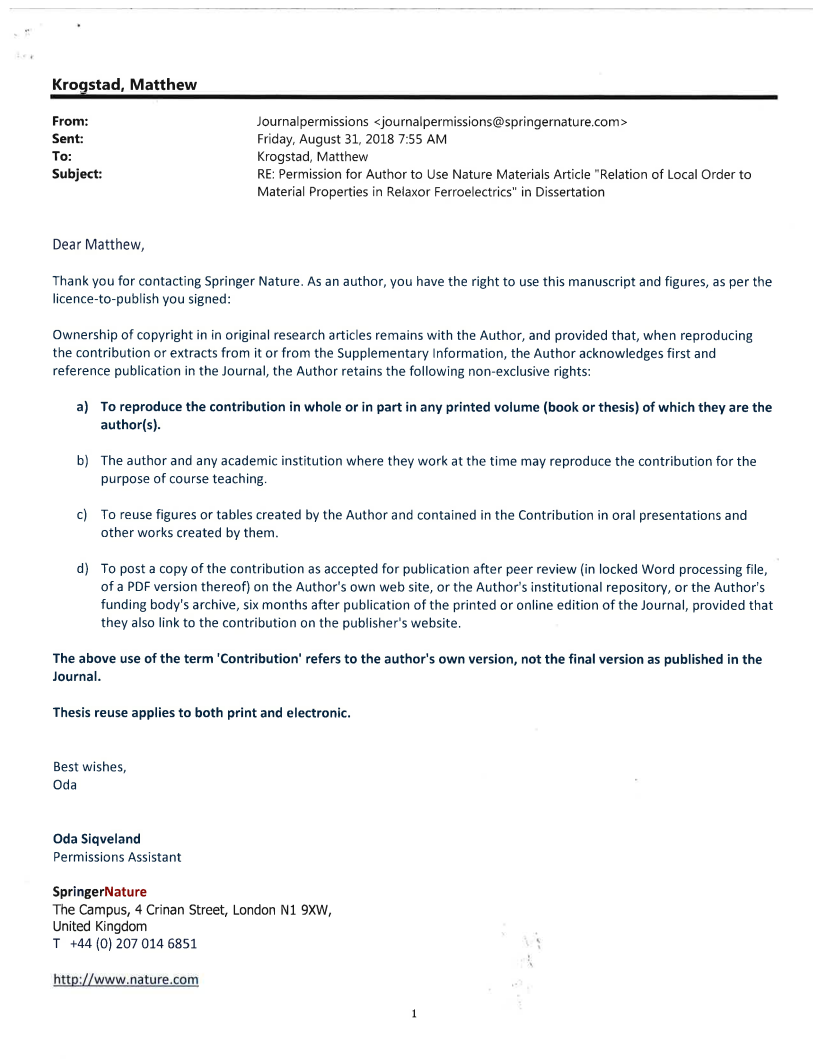 Krogstad, Matthew
From: Journalpermissions <journalpermissions@springernature.com>
Sent: Friday, August 31, 2018 7:55 AM
To: Krogstad, Matthew
Subject: RE: Permission for Author to Use Nature Materials Article "Relation of Local Order to
Material Properties in Relaxor Ferroelectrics" in Dissertation
Dear Matthew,
Thank you for contacting Springer Nature. As an author, you have the right to use this manuscript and figures, as per the
licence-to-publish you signed:
Ownership of copyright in in original research articles remains with the Author, and provided that, when reproducing
the contribution or extracts from it or from the Supplementary Information, the Author acknowledges first and
reference publication in the Journal, the Author retains the following non-exclusive rights:
a) To reproduce the contribution in whole or in part in any printed volume (book or thesis) of which they are the
author(s).
b) The author and any academic institution where they work at the time may reproduce the contribution for the
purpose of course teaching.
c) To reuse figures or tables created by the Author and contained in the Contribution in oral presentations and
other works created by them.
d) To post a copy of the contribution as accepted for publication after peer review (in locked Word processing file,
of a PDF version thereof) on the Author's own web site, or the Author's institutional repository, or the Author's
funding body's archive, six months after publication of the printed or online edition of the Journal, provided that
they also link to the contribution on the publisher's website.
The above use of the term 'Contribution' refers to the author's own version, not the final version as published in the
Journal.
Thesis reuse applies to both print and electronic.
Best wishes,
Oda
Oda Siqveland
Permissions Assistant
SpringerNature
The Campus, 4 Crinan Street, London N1 9XW,
United Kingdom
T +44 (0) 207 014 6851
http://www.nature.com
1